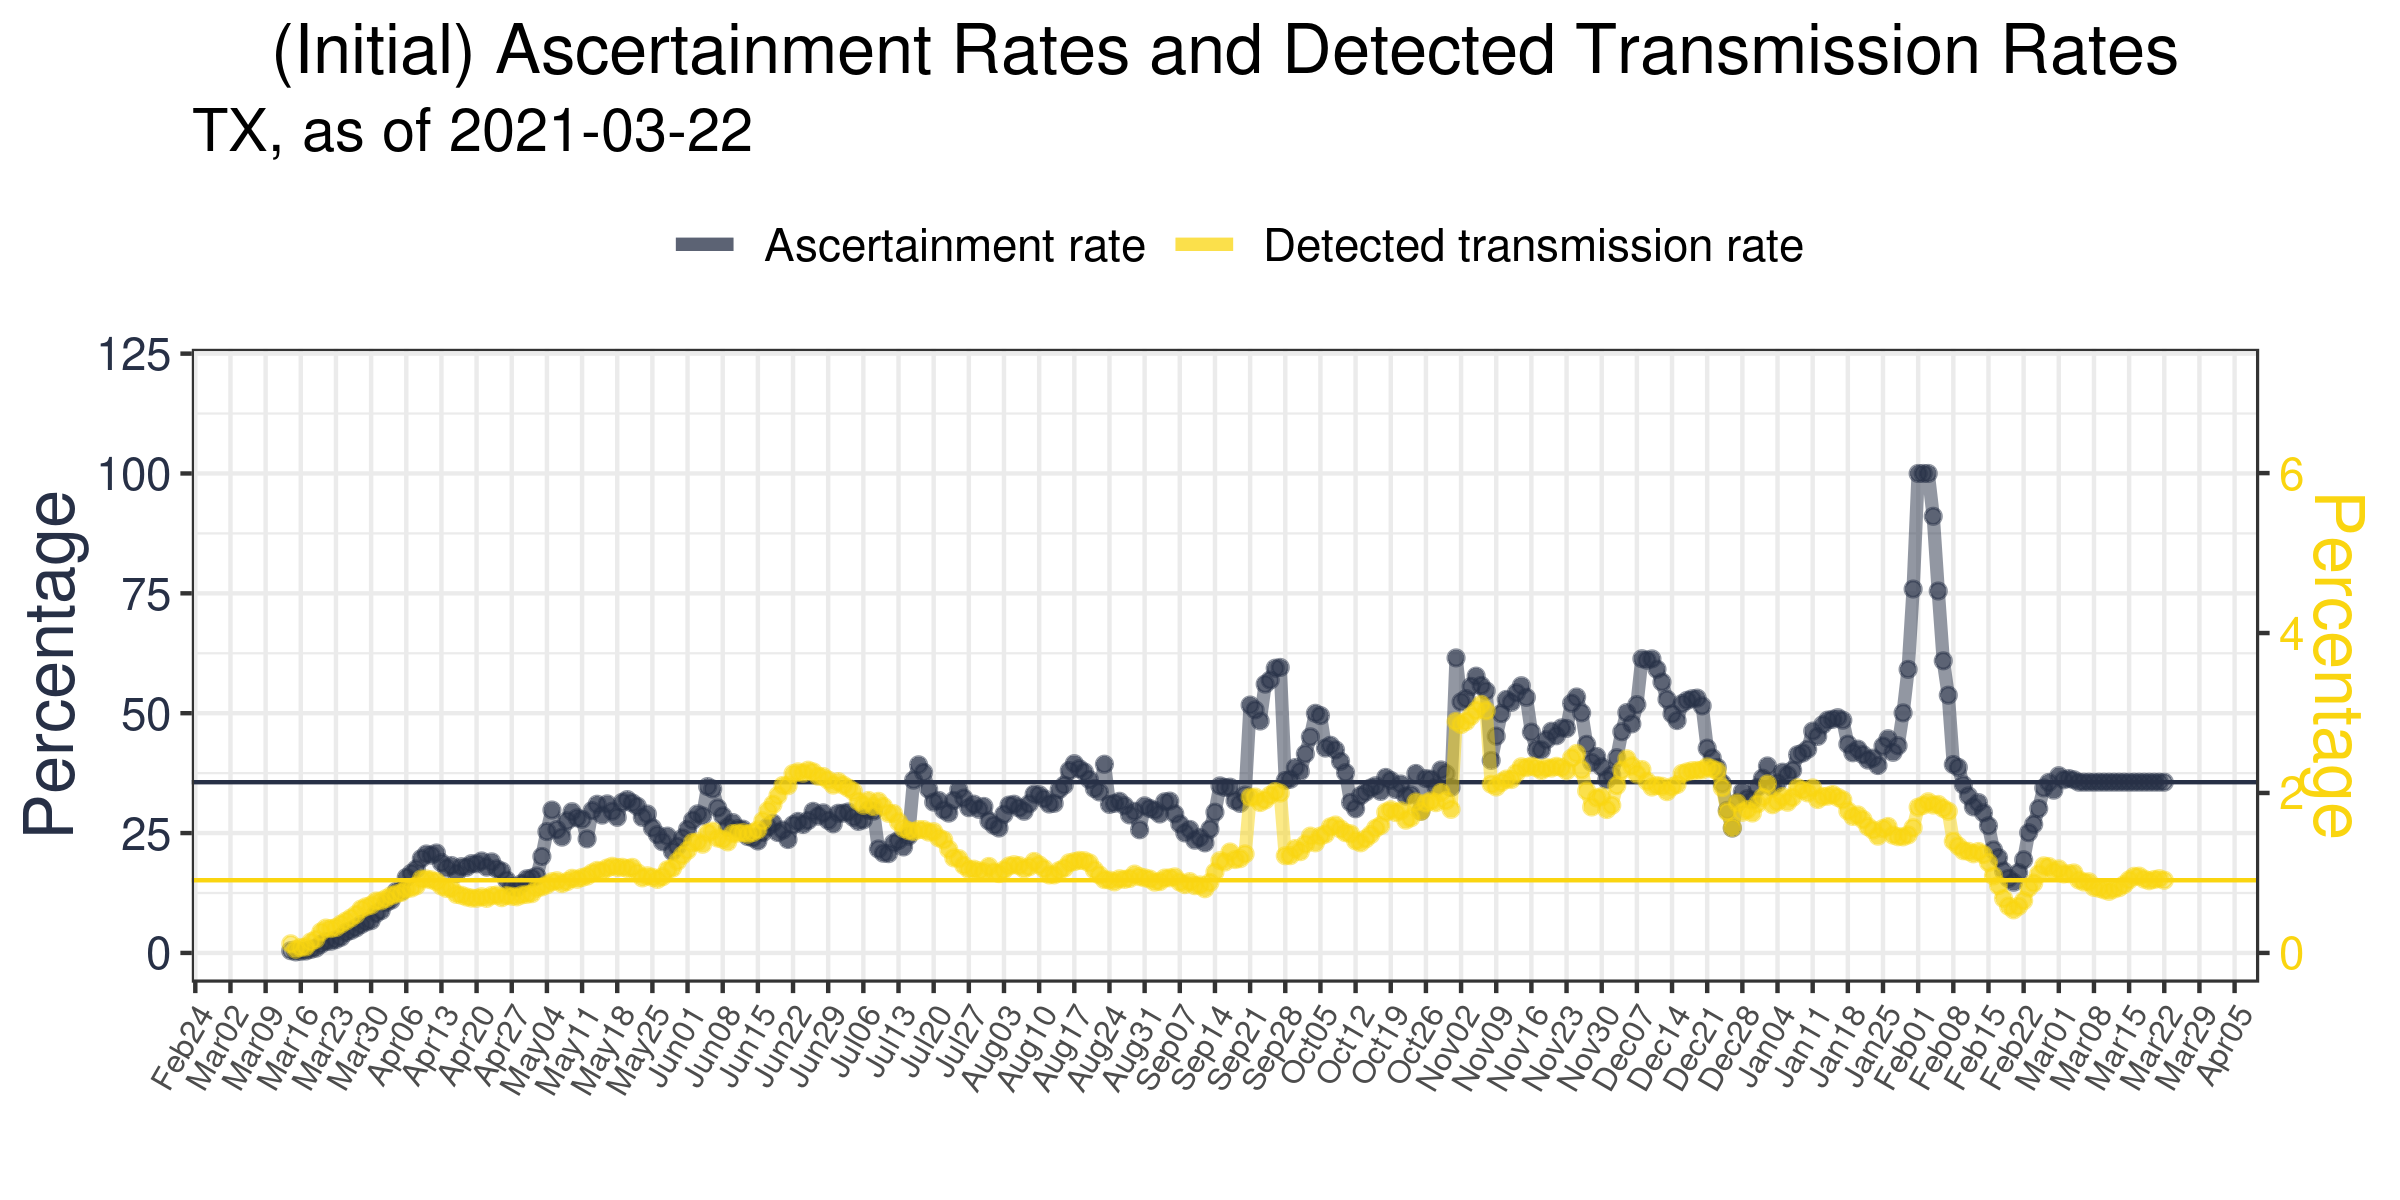 (Initial) Ascertainment Rates and Detected Transmission Rates
TX, as of 2021-03-22
Ascertainment rate
Detected transmission rate
Percentage
125
100
75
50
25
0
6
4
2
0
Percentage
Feb24
Mar02
Mar09
Mar16
Mar23
Mar30
Apr06
Apr13
Apr20
Apr27
May04
May11
May18
May25
Jun01
Jun08
Jun15
Jun22
Jun29
Jul06
Jul13
Jul20
Jul27
Aug03
Aug10
Aug17
Aug24
Aug31
Sep07
Sep14
Sep21
Sep28
Oct05
Oct12
Oct19
Oct26
Nov02
Nov09
Nov16
Nov23
Nov30
Dec07
Dec14
Dec21
Dec28
Jan04
Jan11
Jan18
Jan25
Feb01
Feb08
Feb15
Feb22
Mar01
Mar08
Mar15
Mar22
Mar29
Apr05